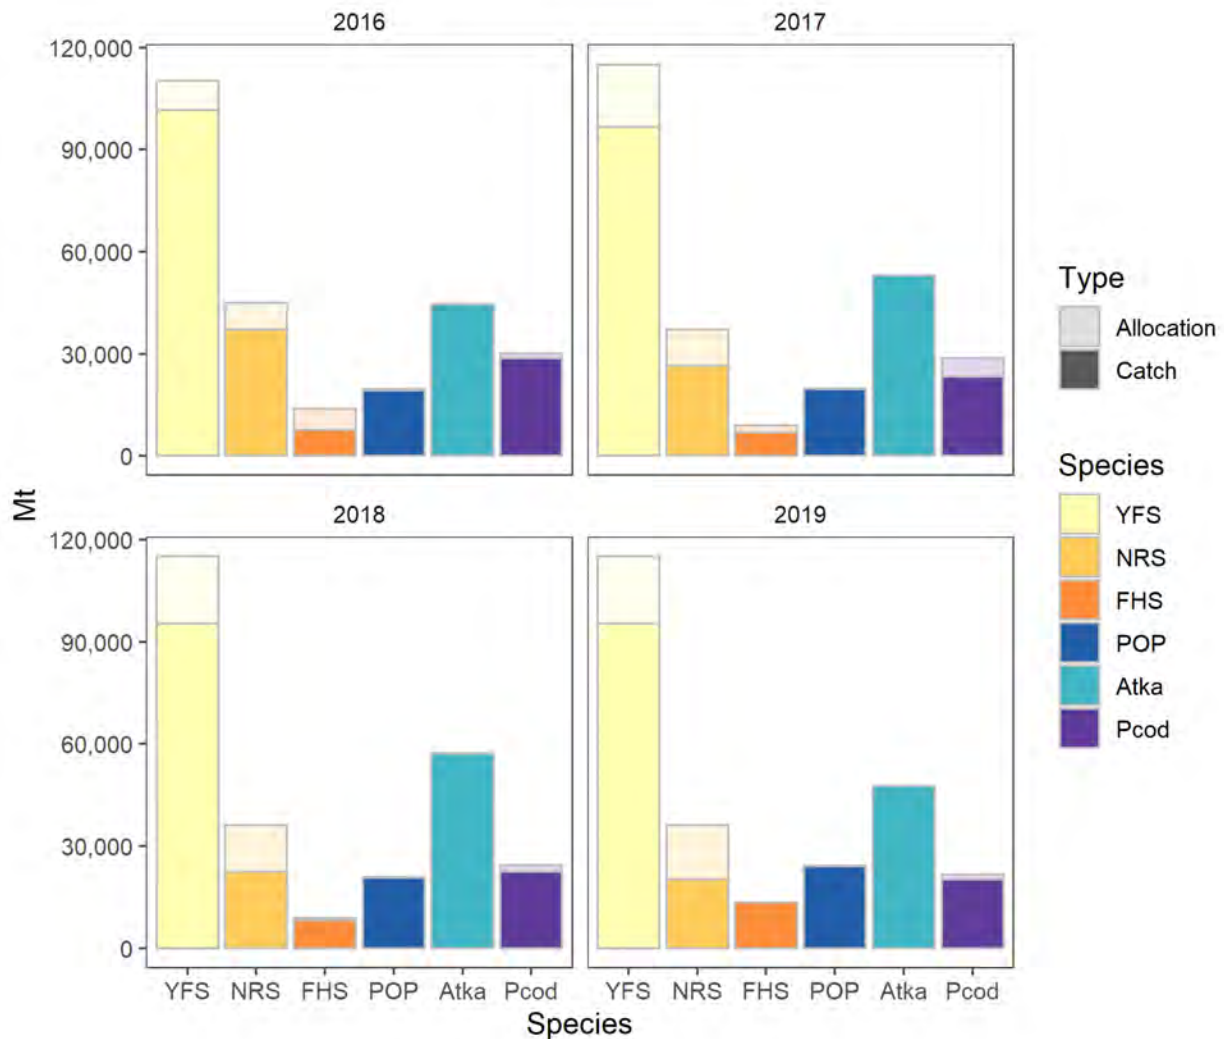 2016
2017
120,000
90,000
60,000
30,000
0
2018
2019
120,000
90,000
60,000
30,000
0
YFS NRS FHS POP Atka Pcod
YFS NRS FHS POP Atka Pcod
Species
Mt
Type
Allocation
Catch
Species
YFS
NRS
FHS
POP
Atka
Pcod